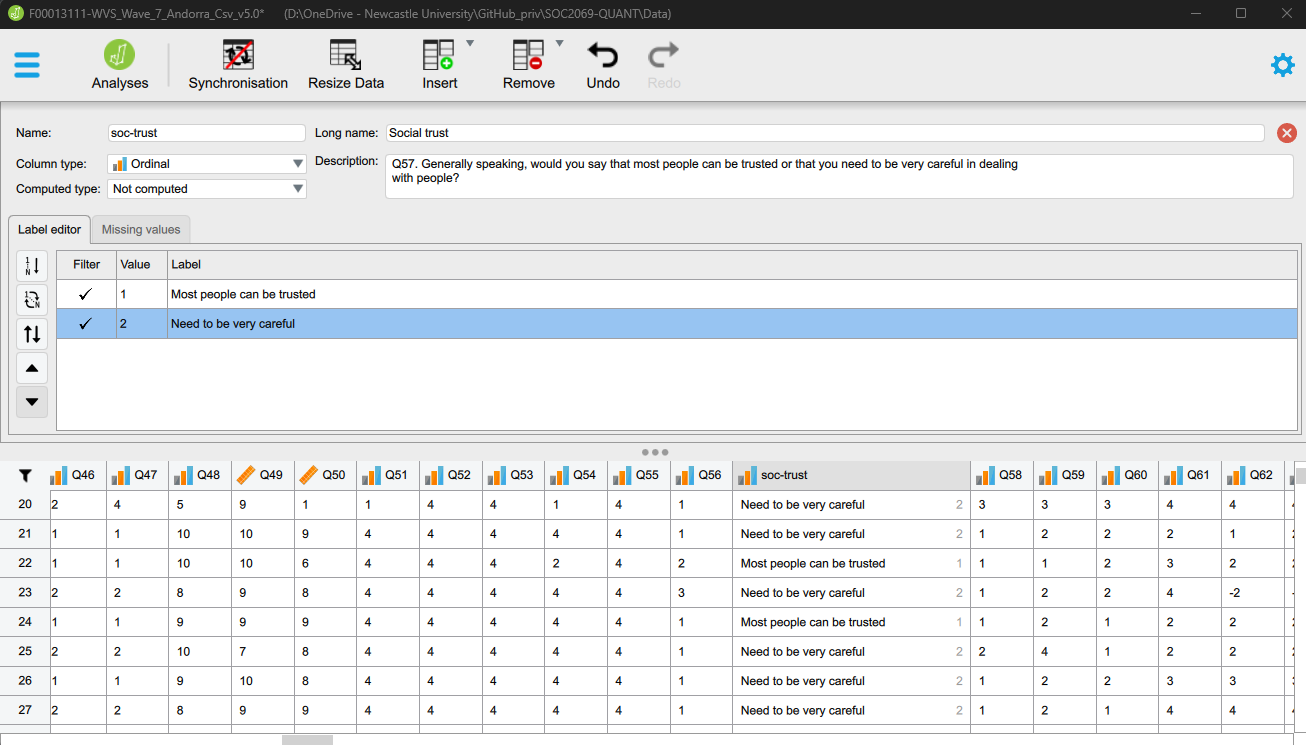 F00013111-WVS_Wave_7_Andorra_Csv_v5.0* (D:\OneDrive - Newcastle University\GitHub_priv\SOC2069-QUANT\Data)
Analyses Synchronisation Resize Data Insert Remove Undo Redo
Name: soc-trust Long name: Social trust
Column type: Ordinal Description: Q57. Generally speaking, would you say that most people can be trusted or that you need to be very careful in dealing
with people?
Computed type: Not computed
Label editor Missing values
Filter Value Label
1 Most people can be trusted
2 Need to be very careful
Q46 Q47 Q48 Q49 Q50 Q51 Q52 Q53 Q54 Q55 Q56 soc-trust Q58 Q59 Q60 Q61 Q62
20 2 4 5 9 1 1 4 4 1 4 1 Need to be very careful 2 3 3 3 4 4
21 1 1 10 10 9 4 4 4 4 4 1 Need to be very careful 2 1 2 2 2 1
22 1 1 10 10 6 4 4 4 2 4 2 Most people can be trusted 1 1 1 2 3 2
23 2 2 8 9 8 4 4 4 4 4 3 Need to be very careful 2 1 2 2 4 -2
24 1 1 9 9 9 4 4 4 4 4 1 Most people can be trusted 1 1 2 1 2 2
25 2 2 10 7 8 4 4 4 4 4 1 Need to be very careful 2 2 4 1 2 2
26 1 1 9 10 8 4 4 4 4 4 1 Need to be very careful 2 1 2 2 3 3
27 2 2 8 9 9 4 4 4 4 4 1 Need to be very careful 2 1 2 1 4 4